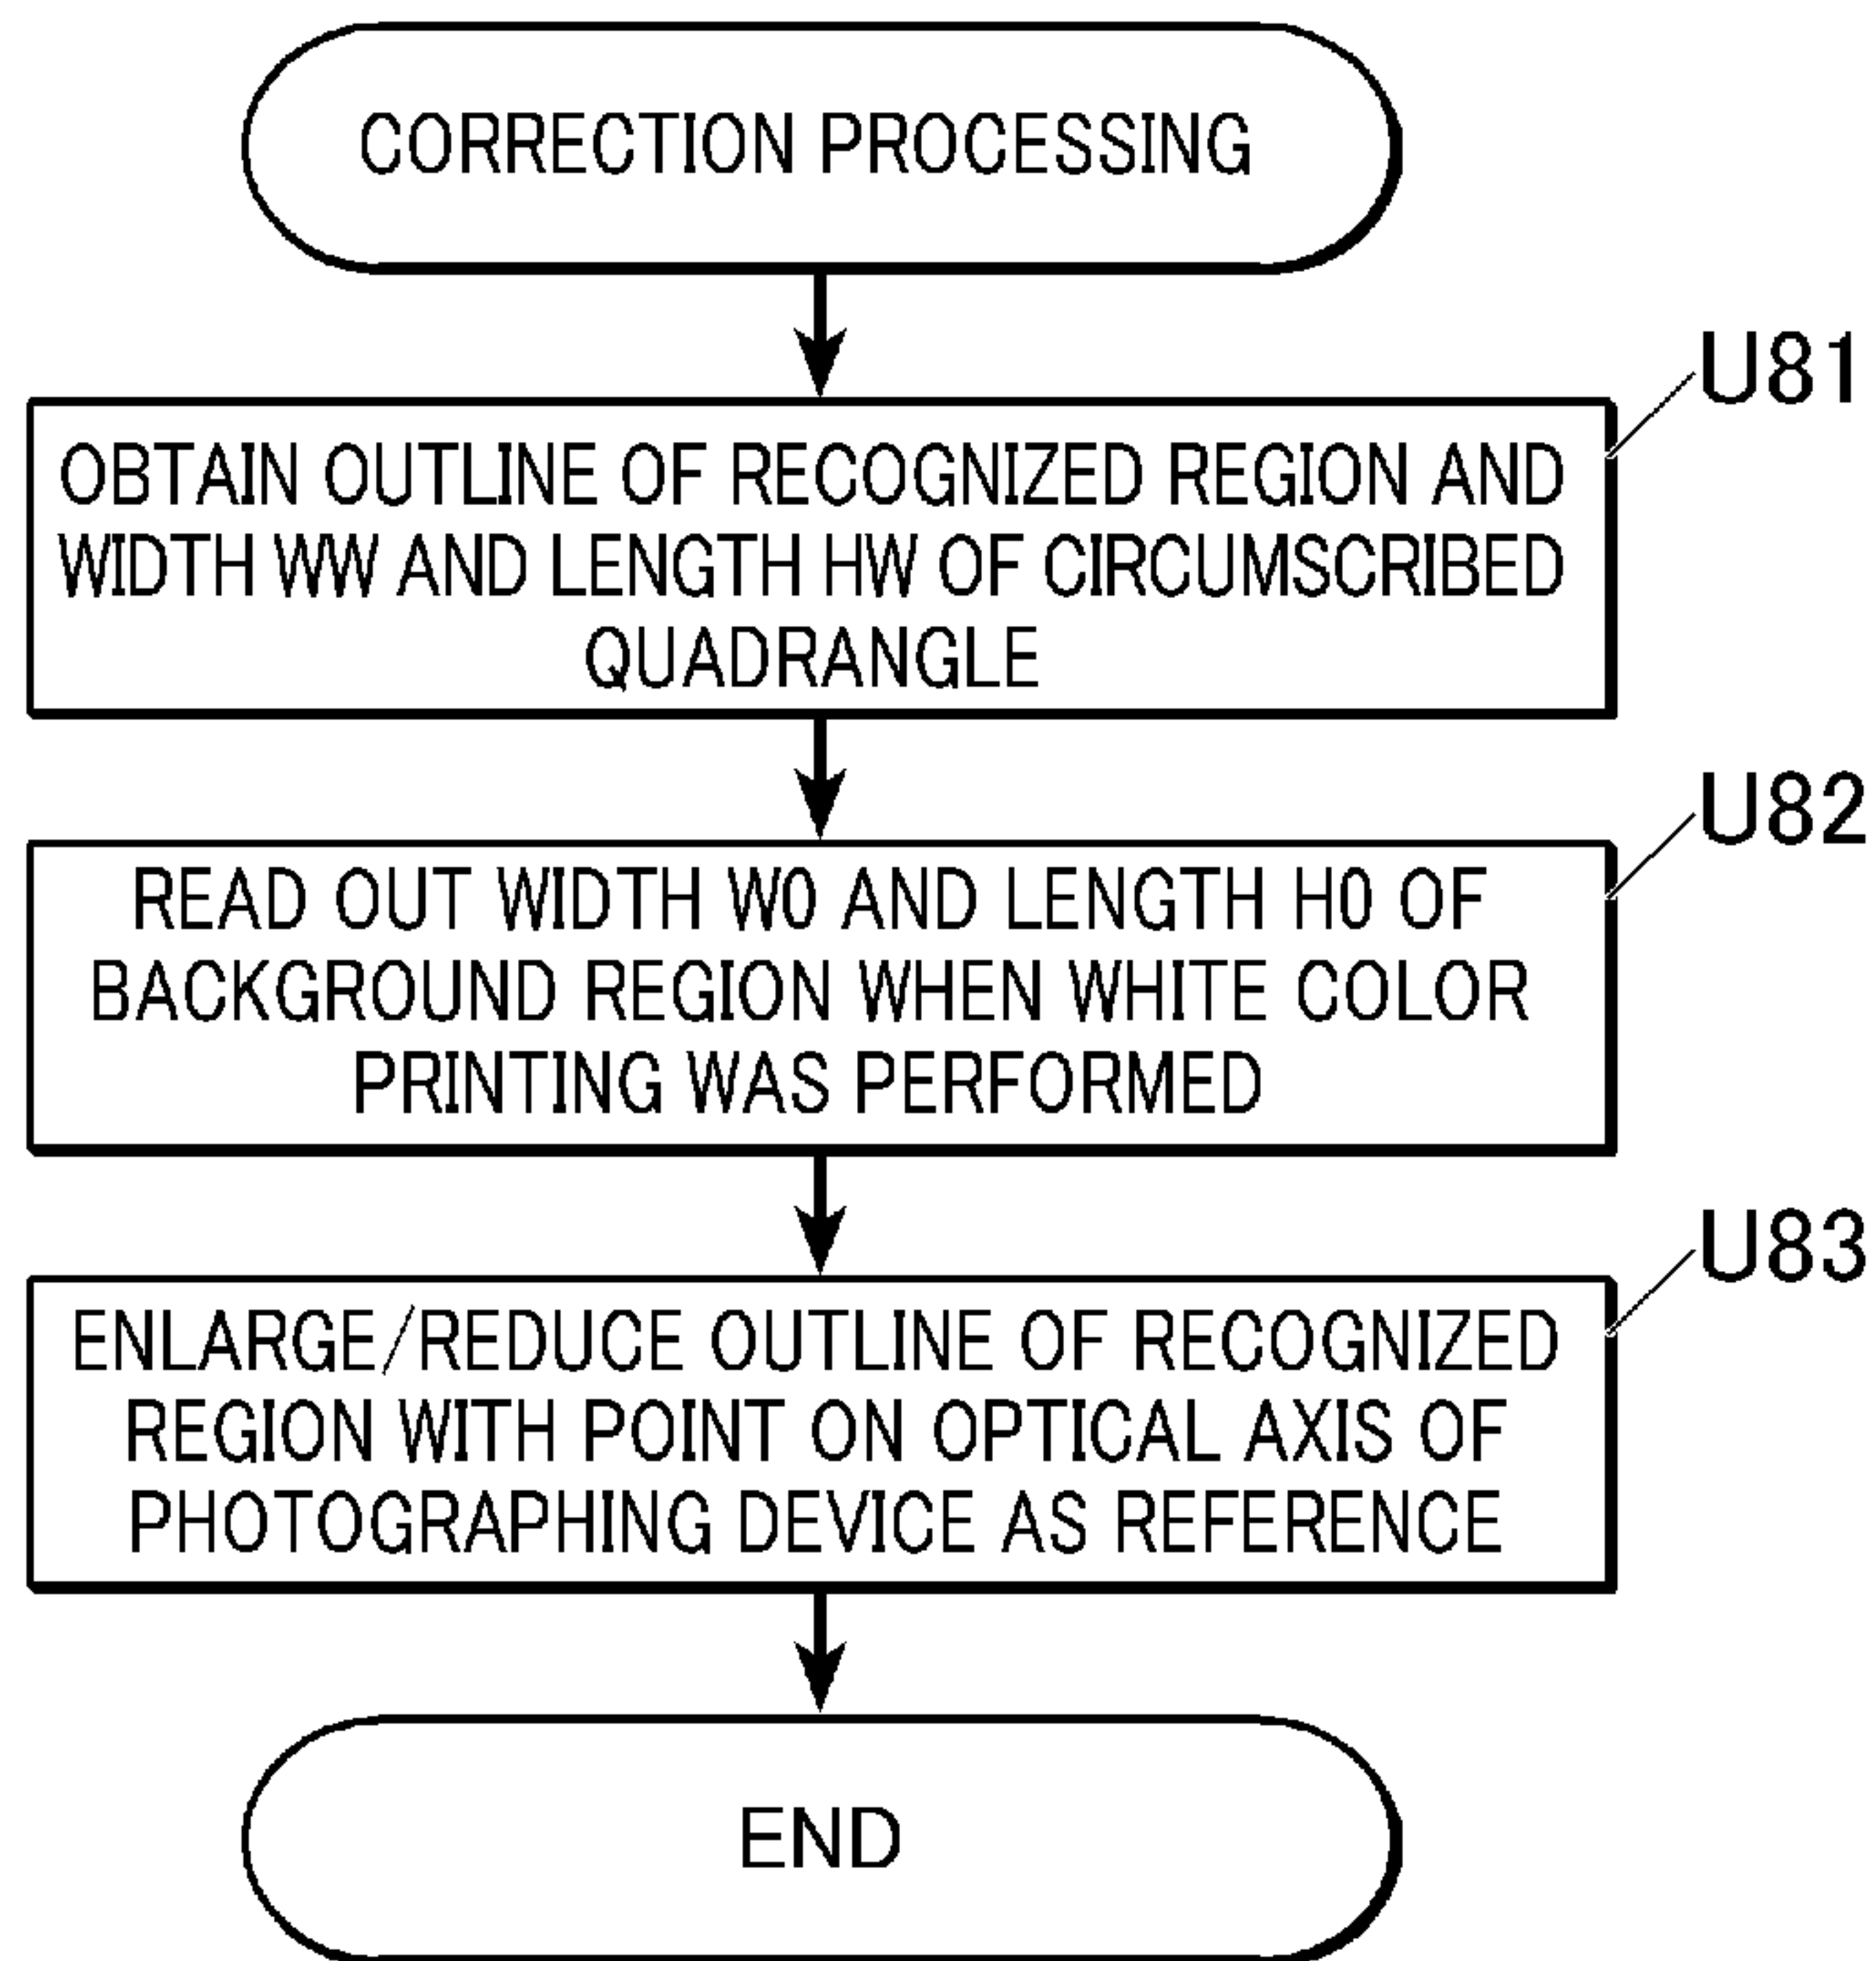 CORRECTION PROCESSING
U81
OBTAIN OUTLINE OF RECOGNIZED REGION AND
WIDTH WW AND LENGTH HW OF CIRCUMSCRIBED
QUADRANGLE
U82
READ OUT WIDTH W0 AND LENGTH H0 OF
BACKGROUND REGION WHEN WHITE COLOR
PRINTING WAS PERFORMED
U83
ENLARGE/REDUCE OUTLINE OF RECOGNIZED
REGION WITH POINT ON OPTICAL AXIS OF
PHOTOGRAPHING DEVICE AS REFERENCE
END